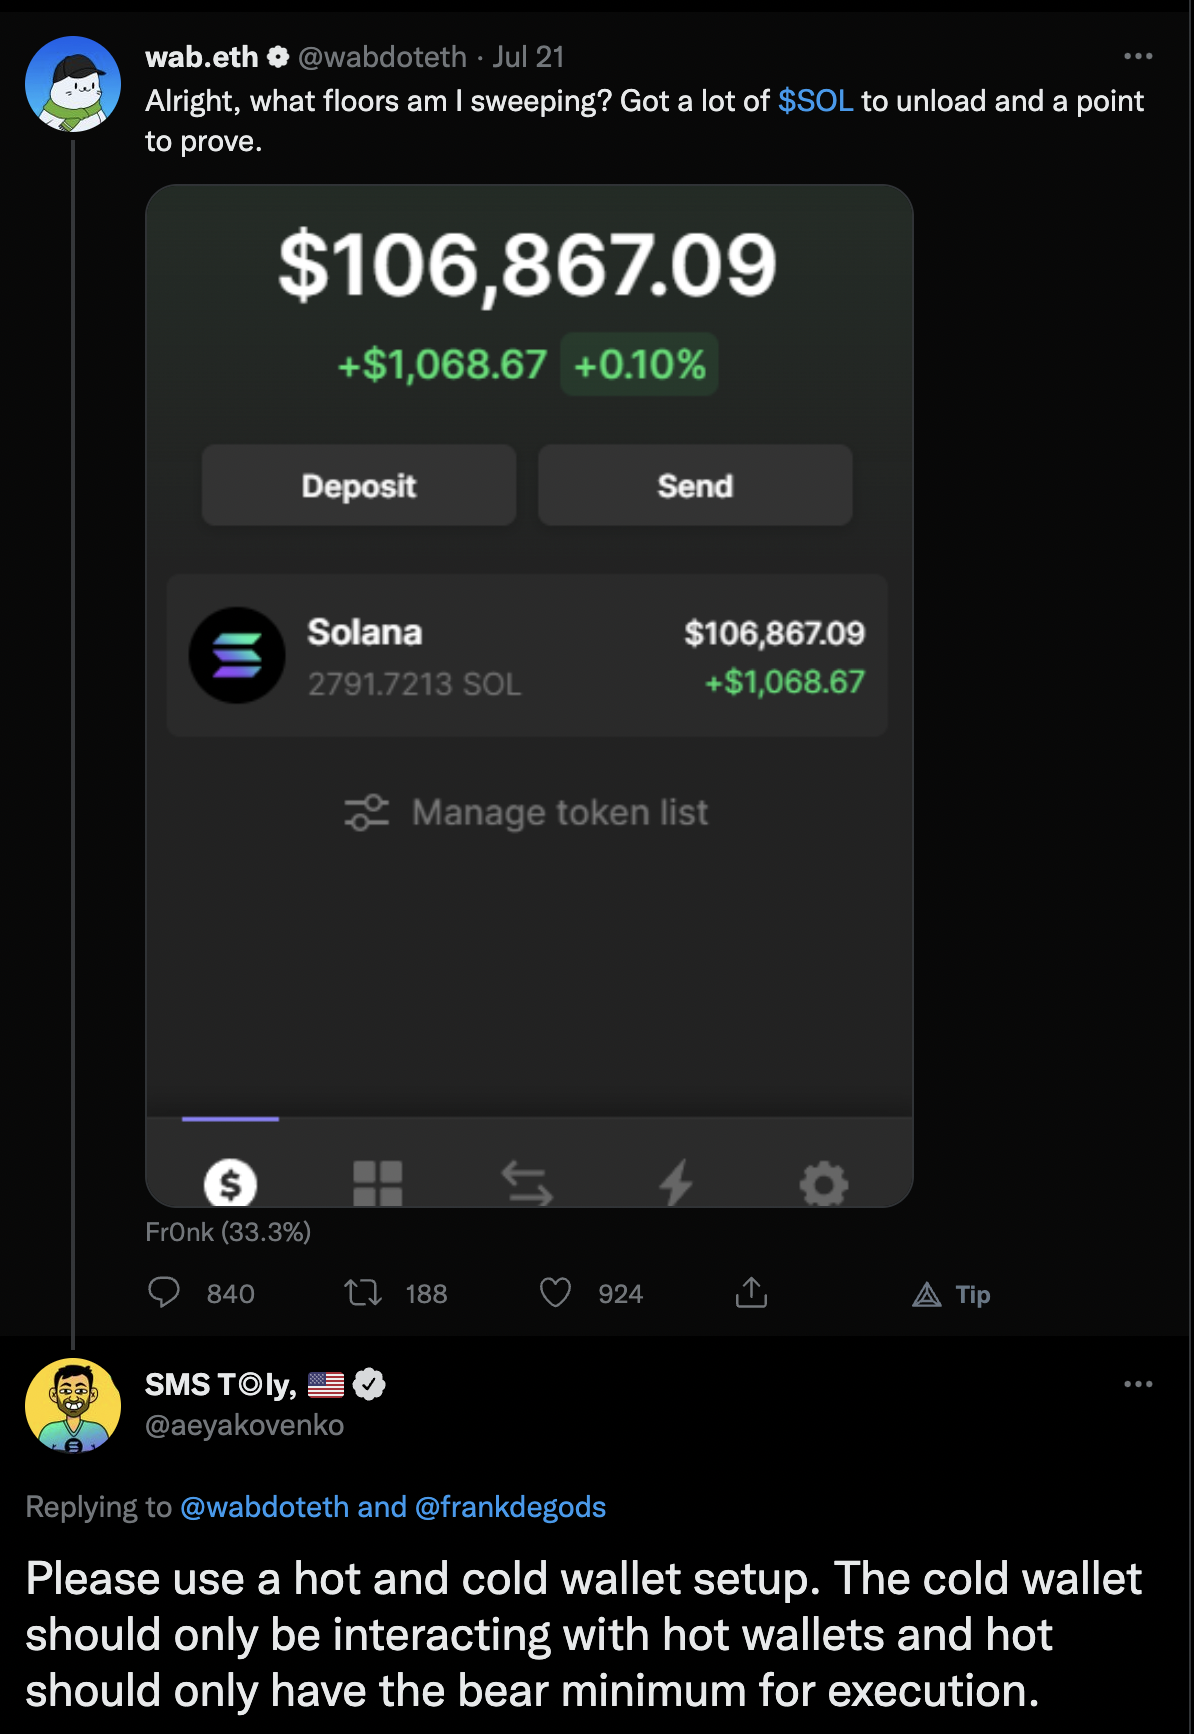 wab.eth @wabdoteth · Jul 21
Alright, what floors am I sweeping? Got a lot of $SOL to unload and a point
to prove.
$106,867.09
+$1,068.67 +0.10%
Deposit Send
Solana $106,867.09
2791.7213 SOL +$1,068.67
Manage token list
$
Fr0nk (33.3%)
840 188 924 Tip
SMS T◎ly, 🇺🇸
@aeyakovenko
Replying to @wabdoteth and @frankdegods
Please use a hot and cold wallet setup. The cold wallet
should only be interacting with hot wallets and hot
should only have the bear minimum for execution.